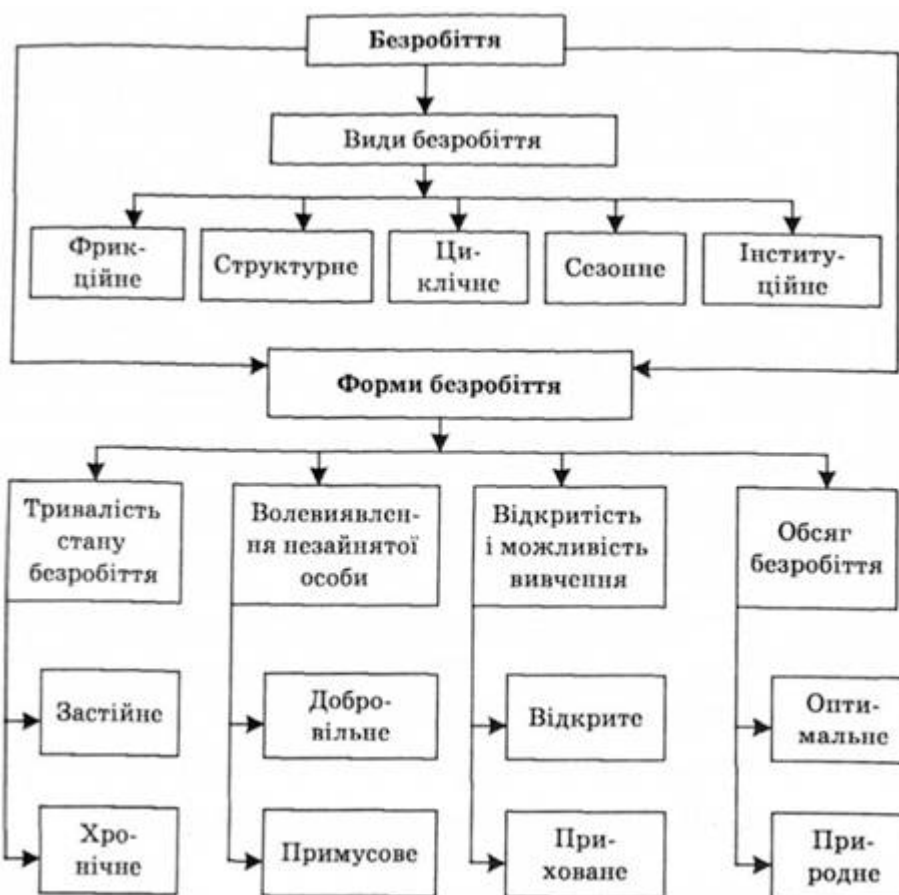 Безробіття
Види безробіття
Фрик-
ційне
Структурне
Ци-
клічне
Сезонне
Інститу-
ційне
Форми безробіття
Тривалість
стану
безробіття
Волевиявлен-
ня незайнятої
особи
Відкритість
і можливість
вивчення
Обсяг
безробіття
Застійне
Добро-
вільне
Відкрите
Опти-
мальне
Хро-
нічне
Примусове
При-
ховане
При-
родне